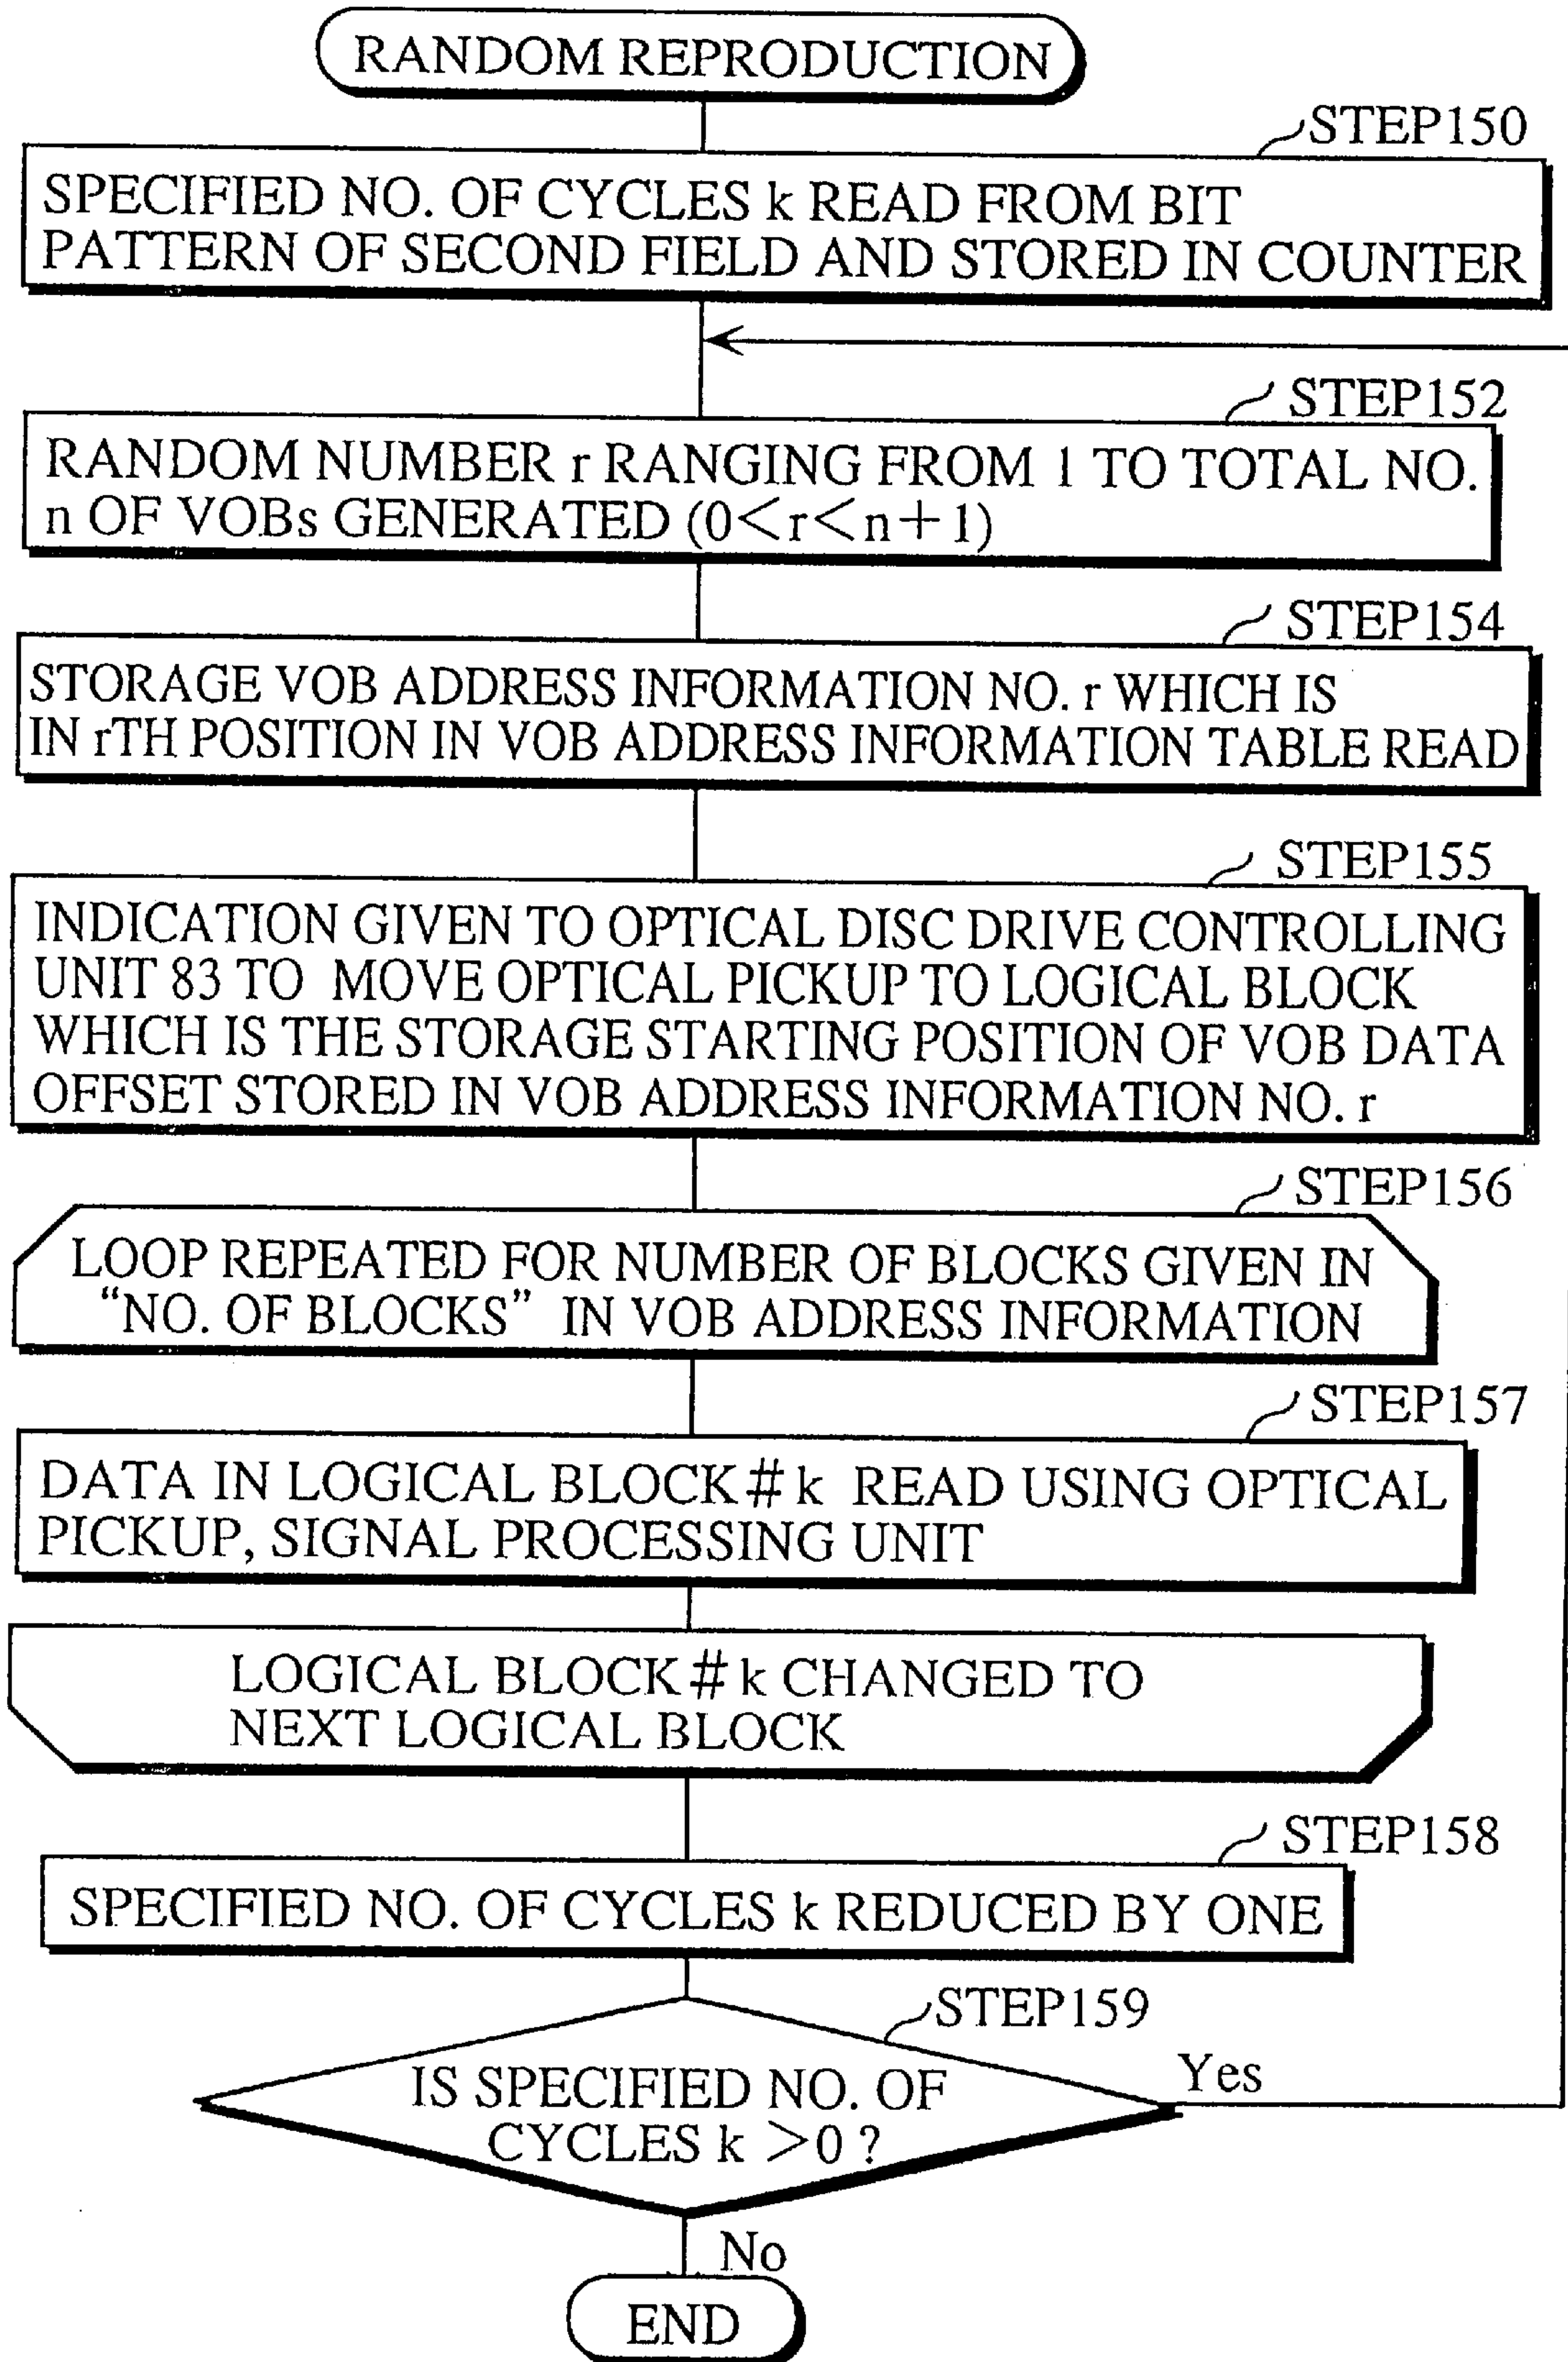 RANDOM REPRODUCTION
STEP150
SPECIFIED NO. OF CYCLES k READ FROM BIT
PATTERN OF SECOND FIELD AND STORED IN COUNTER
STEP152
RANDOM NUMBER r RANGING FROM 1 TO TOTAL NO.
n OF VOBs GENERATED (0<r<n+1)
STEP154
STORAGE VOB ADDRESS INFORMATION NO. r WHICH IS
IN rTH POSITION IN VOB ADDRESS INFORMATION TABLE READ
STEP155
INDICATION GIVEN TO OPTICAL DISC DRIVE CONTROLLING
UNIT 83 TO MOVE OPTICAL PICKUP TO LOGICAL BLOCK
WHICH IS THE STORAGE STARTING POSITION OF VOB DATA
OFFSET STORED IN VOB ADDRESS INFORMATION NO. r
STEP156
LOOP REPEATED FOR NUMBER OF BLOCKS GIVEN IN
“NO. OF BLOCKS” IN VOB ADDRESS INFORMATION
STEP157
DATA IN LOGICAL BLOCK # k READ USING OPTICAL
PICKUP, SIGNAL PROCESSING UNIT
LOGICAL BLOCK # k CHANGED TO
NEXT LOGICAL BLOCK
STEP158
SPECIFIED NO. OF CYCLES k REDUCED BY ONE
STEP159
IS SPECIFIED NO. OF
CYCLES k >0 ?
Yes
No
END